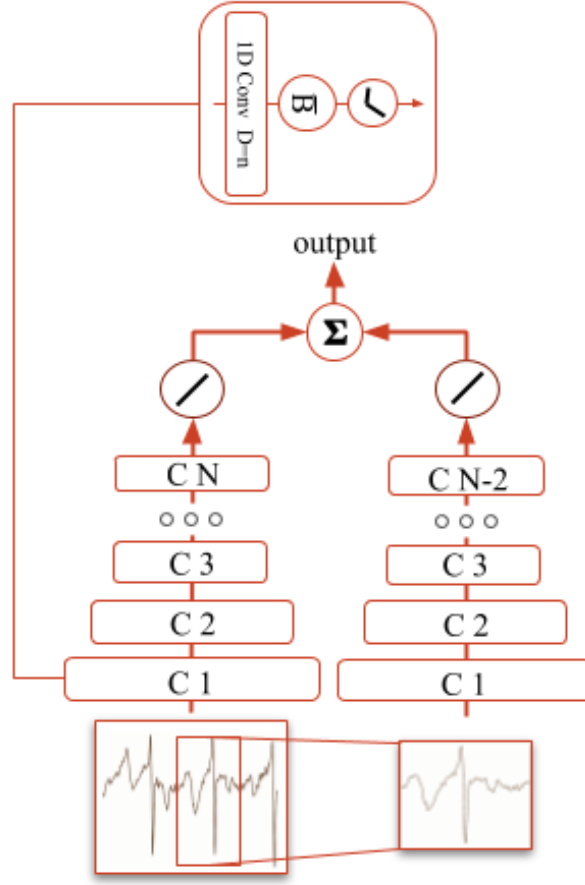 1D Conv D=n
B
output
Σ
C N
C N-2
C 3
C 3
C 2
C 2
C 1
C 1